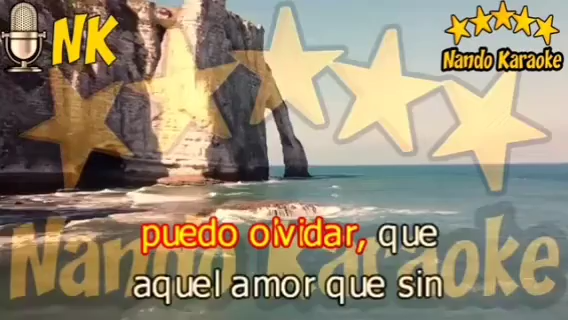 NK
Nando Karaoke
Nando Karaoke
puedo olvidar, que
aquel amor que sin